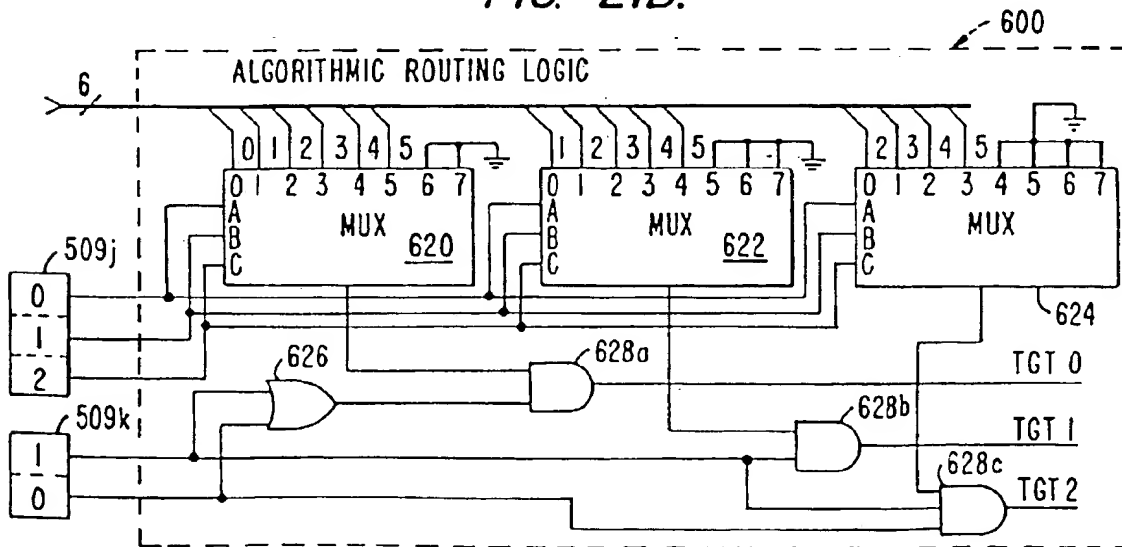 FIG. 21B.
600
6
ALGORITHMIC ROUTING LOGIC
0 1 2 3 4 5
1 2 3 4 5
2 3 4 5
0 1 2 3 4 5 6 7
0 1 2 3 4 5 6 7
0 1 2 3 4 5 6 7
A
B
C
MUX
620
A
B
C
MUX
622
A
B
C
MUX
624
509j
0
1
2
626
628a
TGT 0
509k
1
0
628b
TGT 1
628c
TGT 2